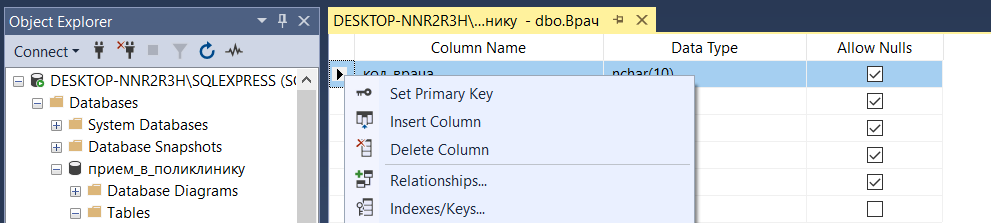 Object Explorer
Connect
DESKTOP-NNR2R3H\SQLEXPRESS (SQ
Databases
System Databases
Database Snapshots
прием_в_поликлинику
Database Diagrams
Tables
DESKTOP-NNR2R3H\...нику - dbo.Врач
Column Name Data Type Allow Nulls
код_врача nchar(10)
Set Primary Key
Insert Column
Delete Column
Relationships...
Indexes/Keys...